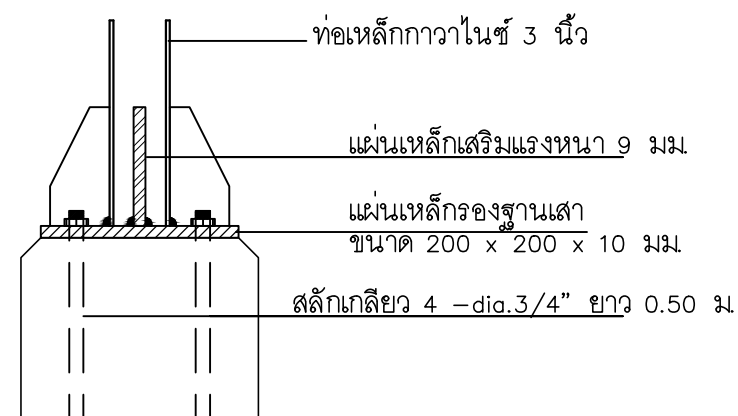 ท่อเหล็กกาวาไนซ์ 3 นิ้ว
แผ่นเหล็กเสริมแรงหนา 9 มม.
แผ่นเหล็กรองฐานเสา
ขนาด 200 x 200 x 10 มม.
สลักเกลียว 4 -dia.3/4" ยาว 0.50 ม.